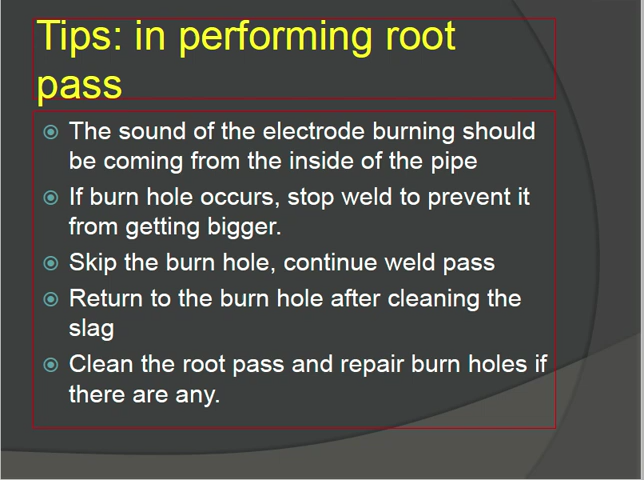 Tips: in performing root
pass
The sound of the electrode burning should
be coming from the inside of the pipe
If burn hole occurs, stop weld to prevent it
from getting bigger.
Skip the burn hole, continue weld pass
Return to the burn hole after cleaning the
slag
Clean the root pass and repair burn holes if
there are any.